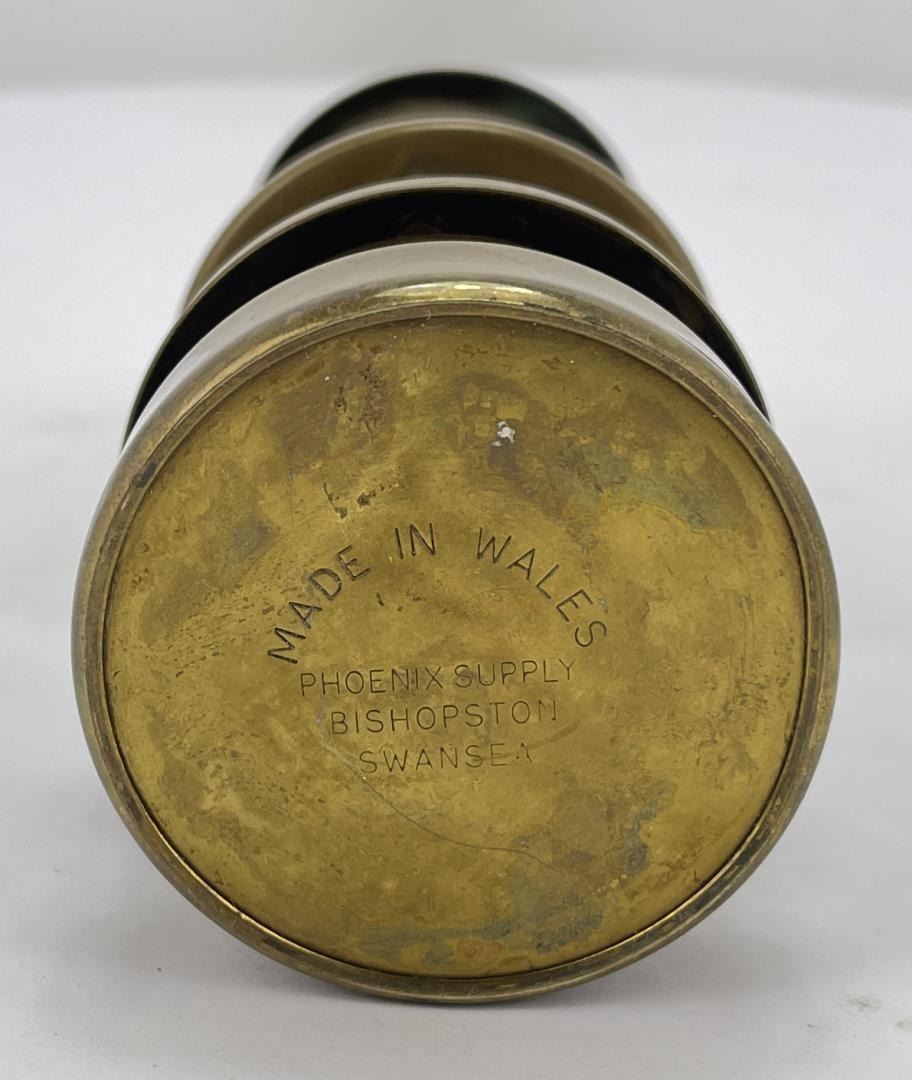 MADE IN WALES
PHOENIX SUPPLY
BISHOPSTON
SWANSEA